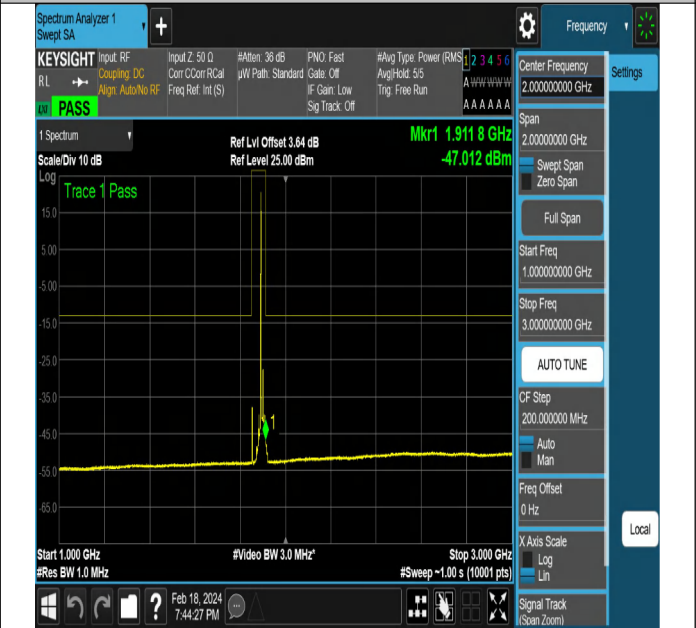 Spectrum Analyzer 1
Swept SA
Frequency
KEYSIGHT
RL
PASS
Input: RF
Coupling: DC
Align: Auto/No RF
Input Z: 50 Ω
Corr CCorr RCal
Freq Ref: Int (S)
#Atten: 36 dB
µW Path: Standard
PNO: Fast
Gate: Off
IF Gain: Low
Sig Track: Off
#Avg Type: Power (RMS
Avg|Hold: 5/5
Trig: Free Run
1 2 3 4 5 6
A W W W W W
A A A A A A
1 Spectrum
Scale/Div 10 dB
Ref Lvl Offset 3.64 dB
Ref Level 25.00 dBm
Mkr1 1.911 8 GHz
-47.012 dBm
Log
Trace 1 Pass
15.0
5.00
-5.00
-15.0
-25.0
-35.0
-45.0
-55.0
-65.0
1
Start 1.000 GHz
#Res BW 1.0 MHz
#Video BW 3.0 MHz*
Stop 3.000 GHz
#Sweep ~1.00 s (10001 pts)
Feb 18, 2024
7:44:27 PM
Center Frequency
2.000000000 GHz
Settings
Span
2.00000000 GHz
Swept Span
Zero Span
Full Span
Start Freq
1.000000000 GHz
Stop Freq
3.000000000 GHz
AUTO TUNE
CF Step
200.000000 MHz
Auto
Man
Freq Offset
0 Hz
X Axis Scale
Log
Lin
Local
Signal Track
(Span Zoom)